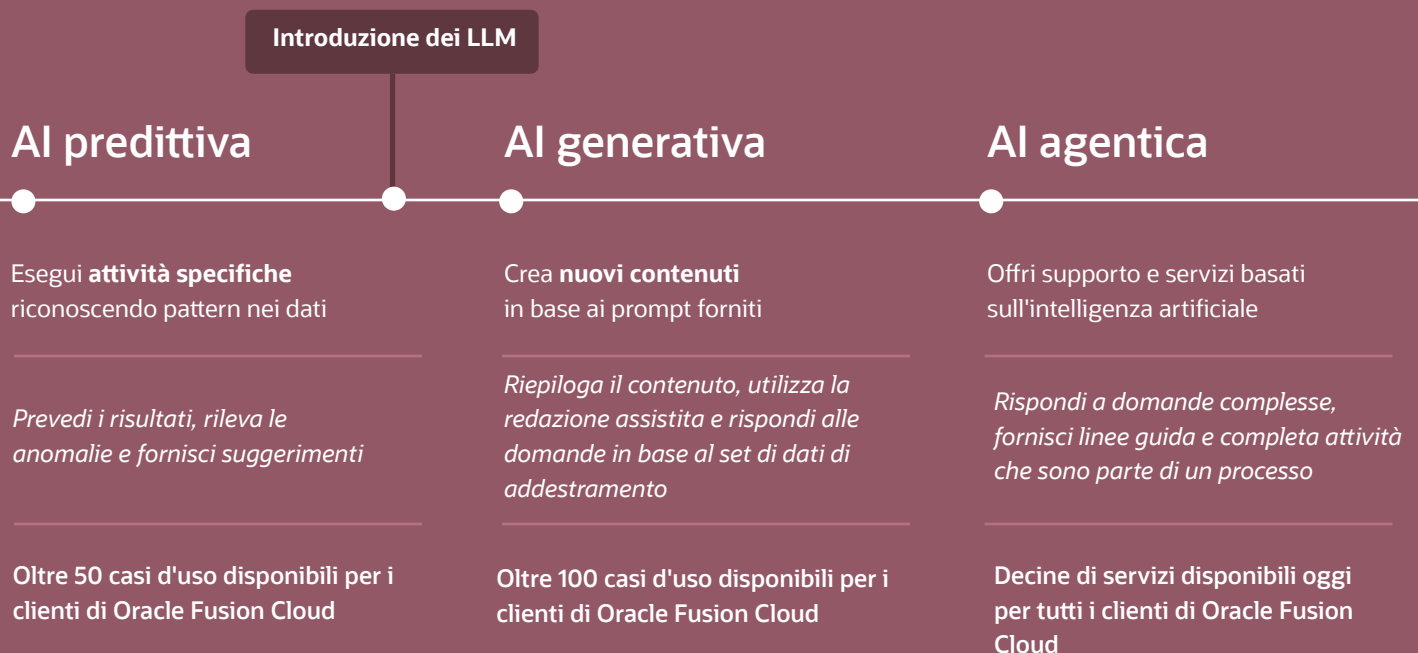 Introduzione dei LLM
AI predittiva
Esegui attività specifiche
riconoscendo pattern nei dati
Prevedi i risultati, rileva le
anomalie e fornisci suggerimenti
Oltre 50 casi d'uso disponibili per i
clienti di Oracle Fusion Cloud
AI generativa
Crea nuovi contenuti
in base ai prompt forniti
Riepiloga il contenuto, utilizza la
redazione assistita e rispondi alle
domande in base al set di dati di
addestramento
Oltre 100 casi d'uso disponibili per i
clienti di Oracle Fusion Cloud
AI agentica
Offri supporto e servizi basati
sull'intelligenza artificiale
Rispondi a domande complesse,
fornisci linee guida e completa attività
che sono parte di un processo
Decine di servizi disponibili oggi
per tutti i clienti di Oracle Fusion
Cloud